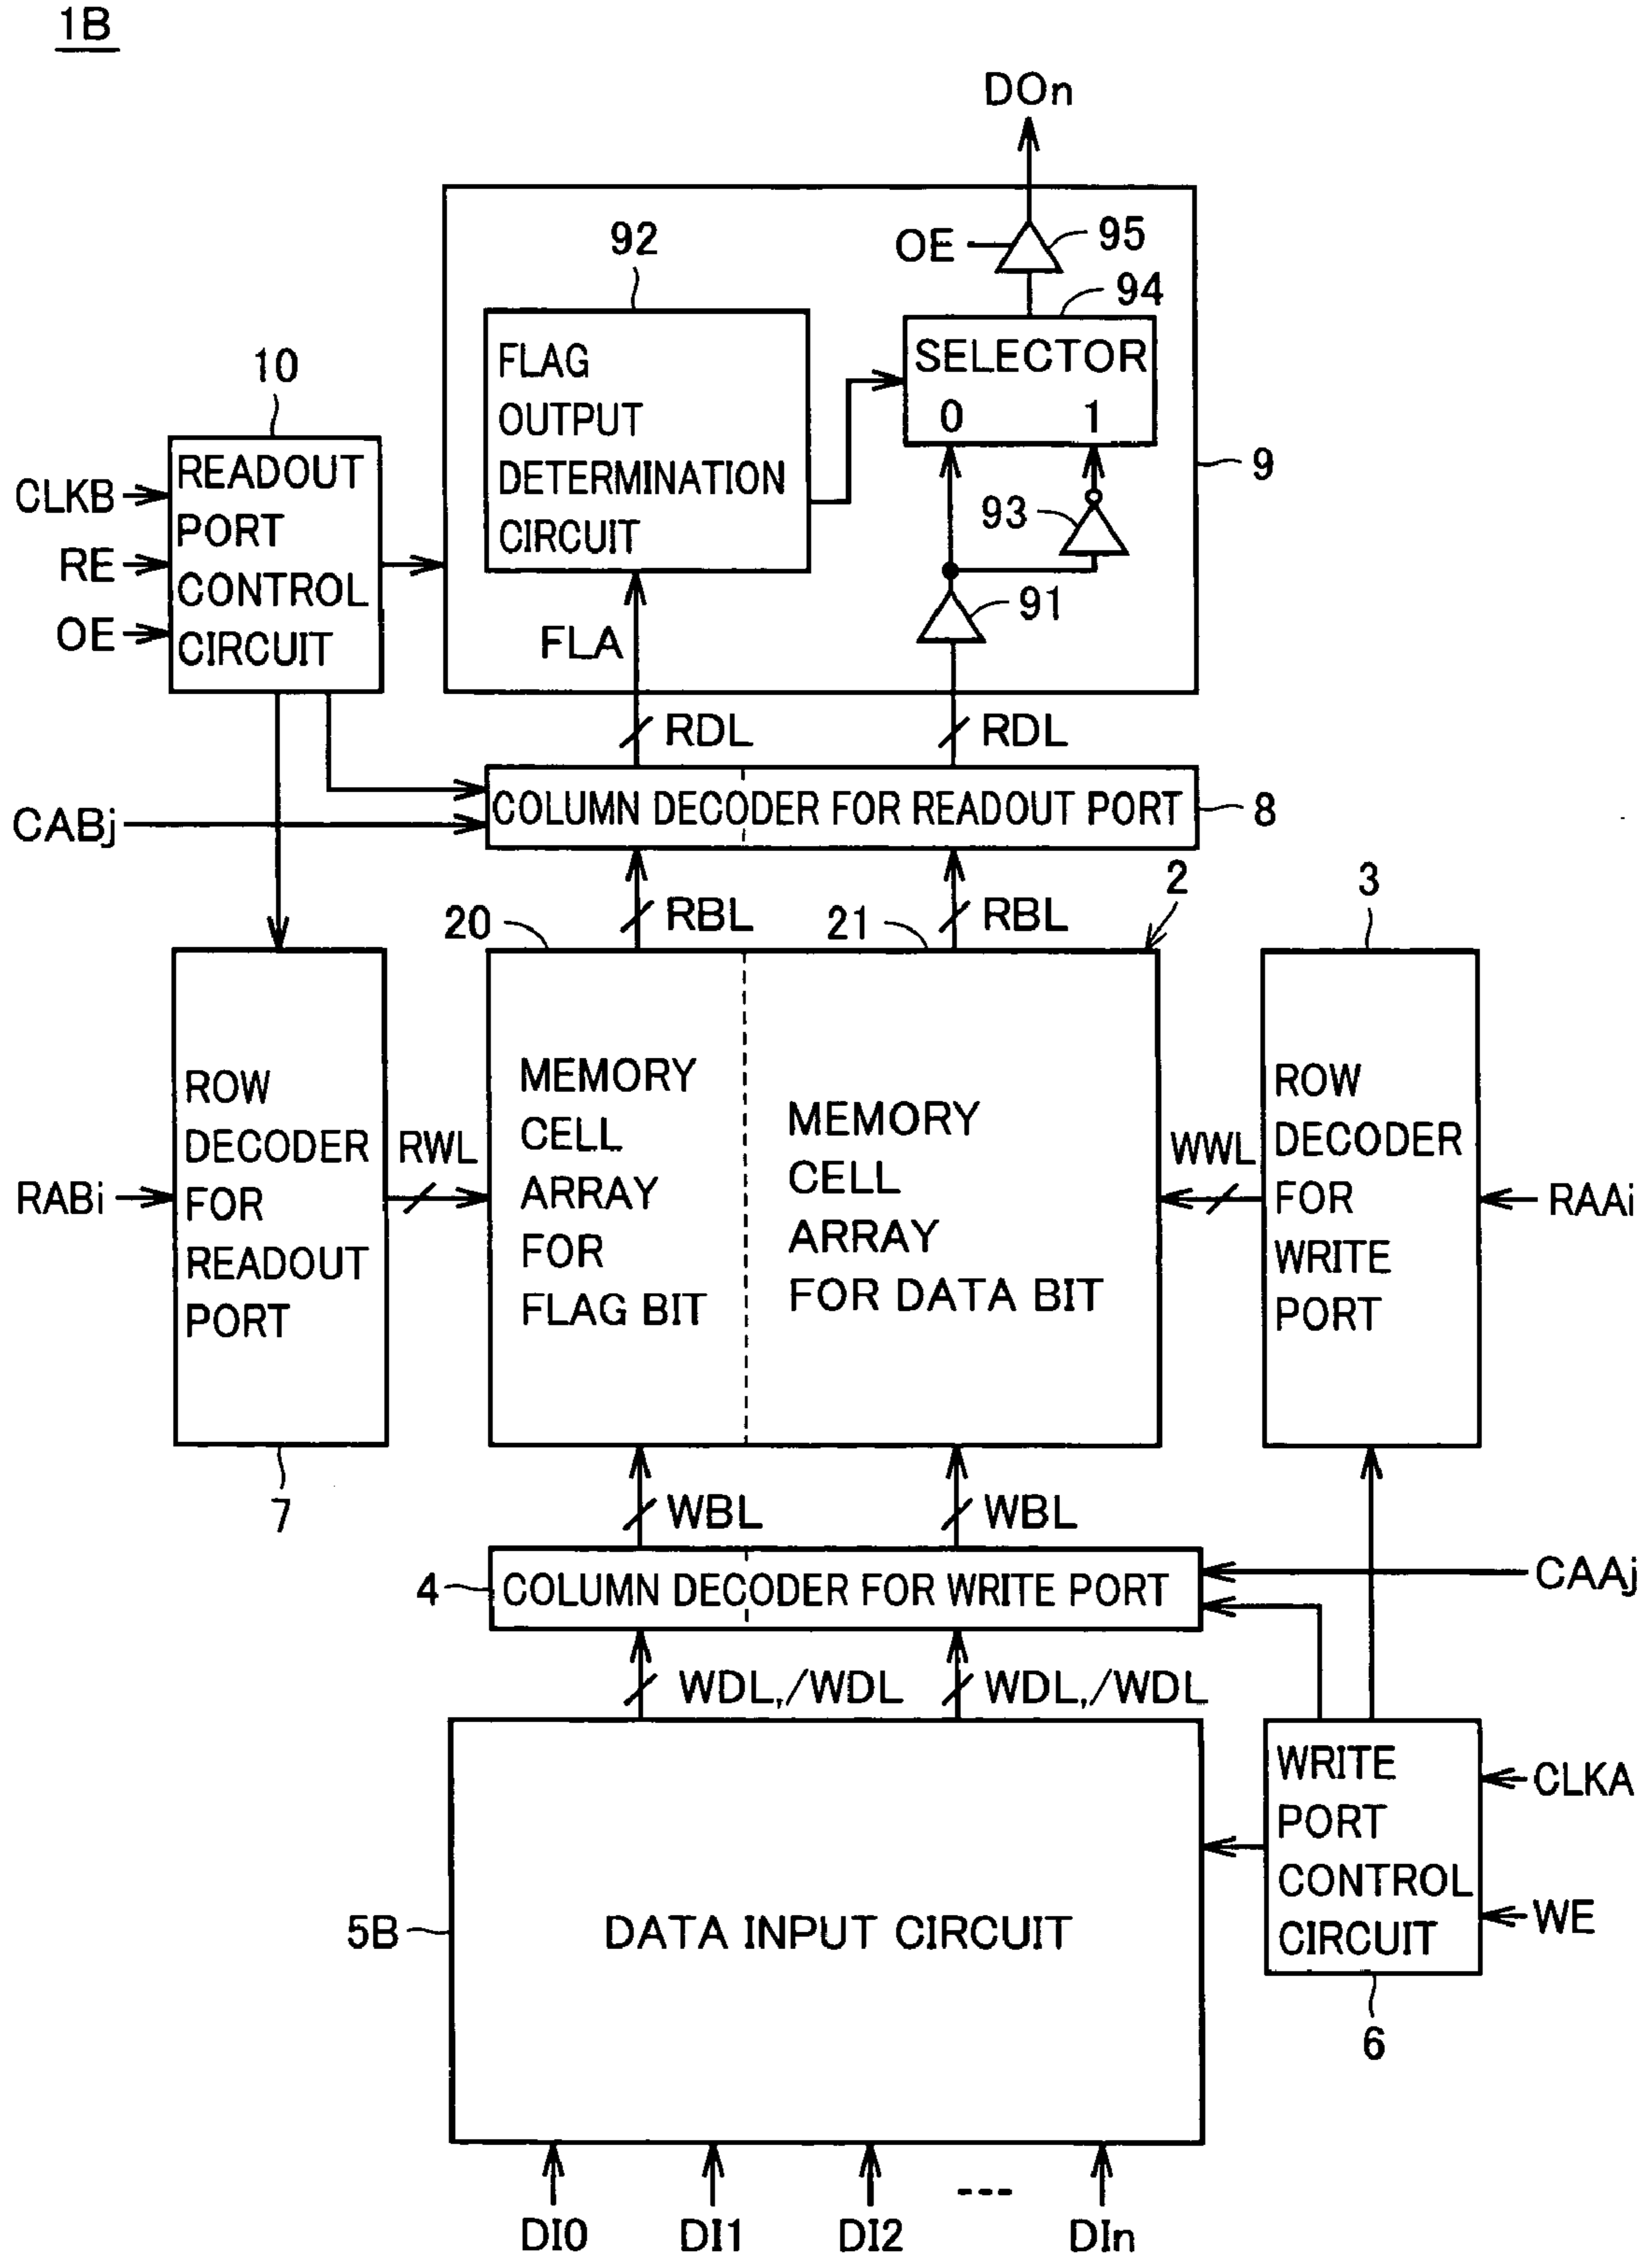 1B
DOn
92
OE
95
94
FLAG
OUTPUT
DETERMINATION
CIRCUIT
SELECTOR
0 1
10
READOUT
PORT
CONTROL
CIRCUIT
CLKB
RE
OE
9
93
91
FLA
RDL RDL
COLUMN DECODER FOR READOUT PORT
8
CABj
RBL RBL
20 21 2 3
ROW
DECODER
FOR
READOUT
PORT
RABi
RWL
7
MEMORY
CELL
ARRAY
FOR
FLAG BIT
MEMORY
CELL
ARRAY
FOR DATA BIT
WWL
ROW
DECODER
FOR
WRITE
PORT
RAAi
WBL WBL
4
COLUMN DECODER FOR WRITE PORT
CAAj
WDL,/WDL WDL,/WDL
WRITE
PORT
CONTROL
CIRCUIT
CLKA
WE
6
5B
DATA INPUT CIRCUIT
DI0 DI1 DI2 --- DIn